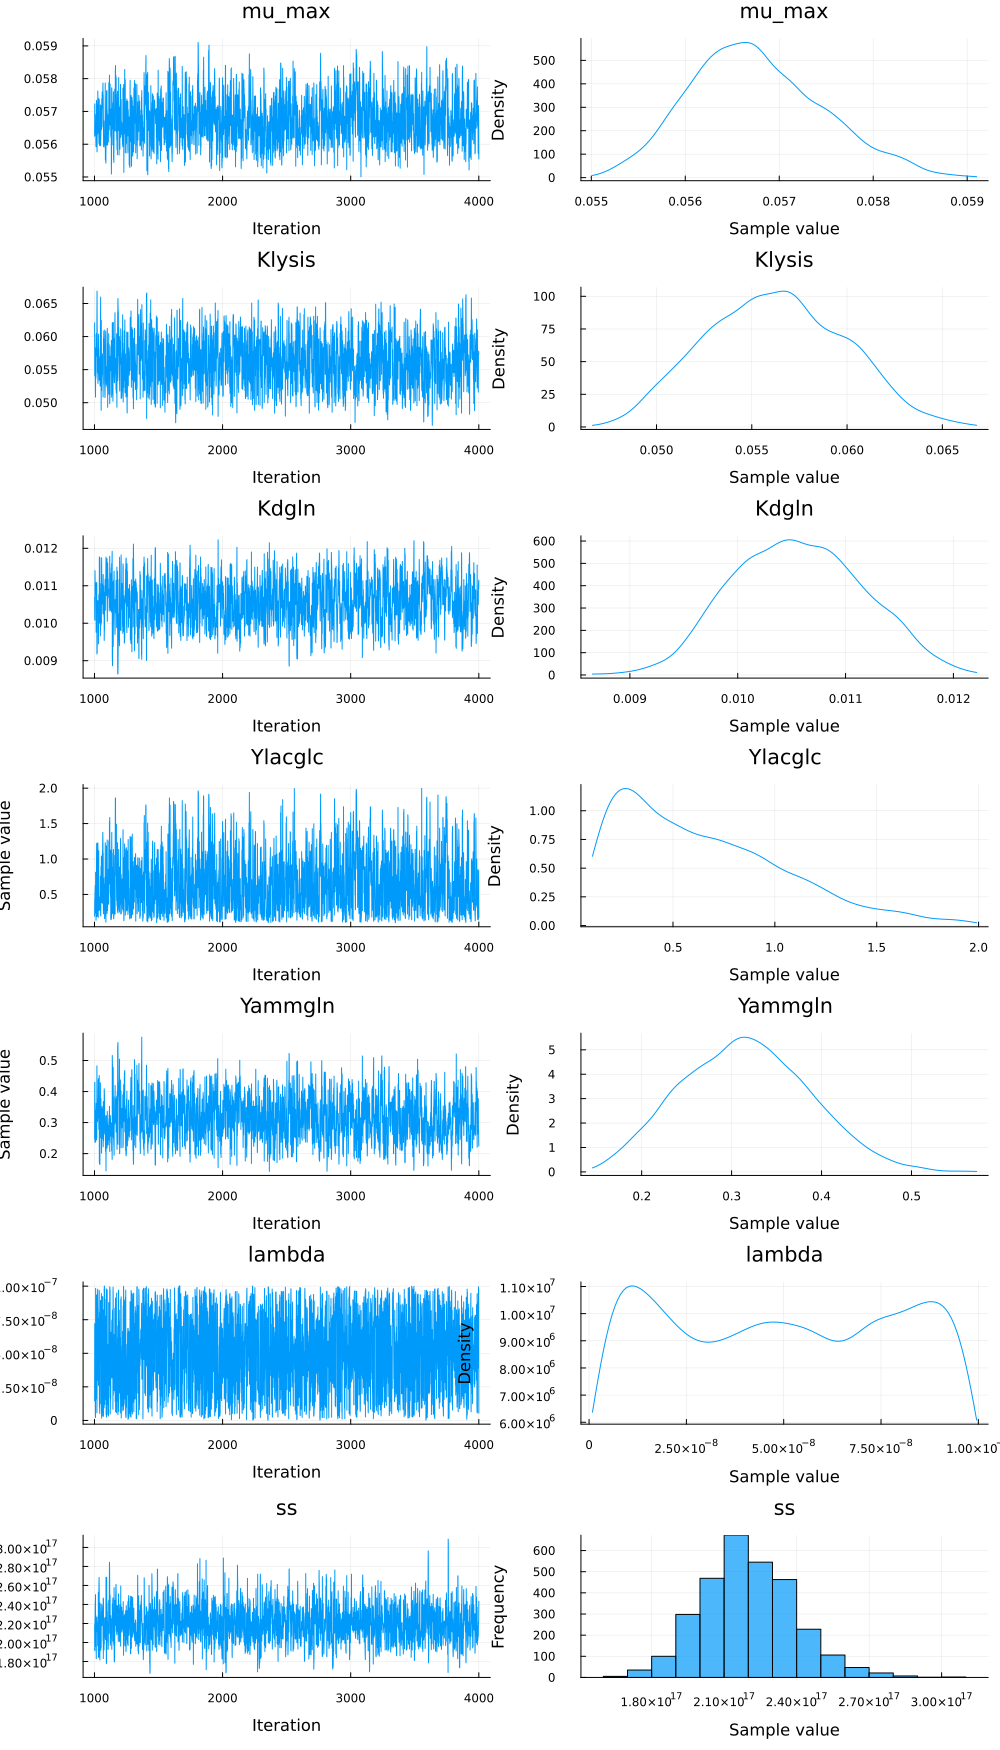 mu_max
mu_max
0.059
0.058
0.057
0.056
0.055
1000 2000 3000 4000
Iteration
Density
500
400
300
200
100
0
0.055 0.056 0.057 0.058 0.059
Sample value
Klysis
Klysis
0.065
0.060
0.055
0.050
1000 2000 3000 4000
Iteration
Density
100
75
50
25
0
0.050 0.055 0.060 0.065
Sample value
Kdgln
Kdgln
0.012
0.011
0.010
0.009
1000 2000 3000 4000
Iteration
Density
600
500
400
300
200
100
0
0.009 0.010 0.011 0.012
Sample value
Ylacglc
Ylacglc
Sample value
2.0
1.5
1.0
0.5
1000 2000 3000 4000
Iteration
Density
1.00
0.75
0.50
0.25
0.00
0.5 1.0 1.5 2.0
Sample value
Yammgln
Yammgln
Sample value
0.5
0.4
0.3
0.2
1000 2000 3000 4000
Iteration
Density
5
4
3
2
1
0
0.2 0.3 0.4 0.5
Sample value
lambda
lambda
.00×10⁻⁷
.50×10⁻⁸
.00×10⁻⁸
.50×10⁻⁸
0
1000 2000 3000 4000
Iteration
Density
1.10×10⁷
1.00×10⁷
9.00×10⁶
8.00×10⁶
7.00×10⁶
6.00×10⁶
0 2.50×10⁻⁸ 5.00×10⁻⁸ 7.50×10⁻⁸ 1.00×10⁻
Sample value
ss
ss
3.00×10¹⁷
2.80×10¹⁷
2.60×10¹⁷
2.40×10¹⁷
2.20×10¹⁷
2.00×10¹⁷
1.80×10¹⁷
1000 2000 3000 4000
Iteration
Frequency
600
500
400
300
200
100
0
1.80×10¹⁷ 2.10×10¹⁷ 2.40×10¹⁷ 2.70×10¹⁷ 3.00×10¹⁷
Sample value